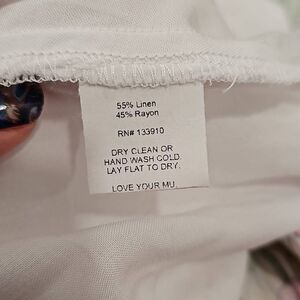 55% Linen
45% Rayon
RN# 133910
DRY CLEAN OR
HAND WASH COLD.
LAY FLAT TO DRY.
LOVE YOUR MU.